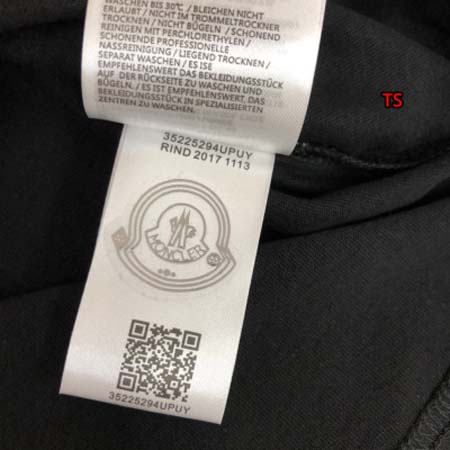 WASCHEN BIS 30℃ / BLEICHEN NICHT
ERLAUBT / NICHT IM TROMMELTROCKNER
TROCKNEN / NICHT BÜGELN / SCHONEND
REINIGEN MIT PERCHLORETHYLEN /
SCHONENDE PROFESSIONELLE
NASSREINIGUNG / LIEGEND TROCKNEN /
SEPARAT WASCHEN / ES ISE
EMPFEHLENSWERT DAS BEKLEIDUNGSSTÜCK
AUF DER RÜCKSEITE ZU WASCHEN UND
BÜGELN. / ES IST EMPFEHLENSWERT, DAS
BEKLEIDUNGSSTÜCK IN SPEZIALISIERTEN
ZENTREN ZU WASCHEN.
TS
35225294UPUY
RIND 2017 1113
MONCLER
35225294UPUY